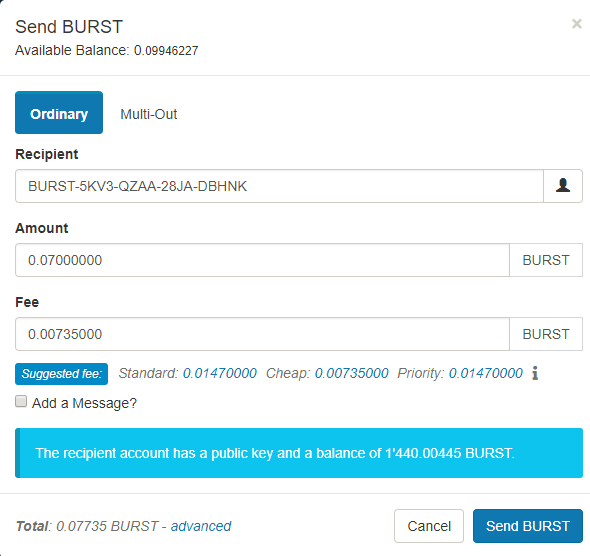 Send BURST
×
Available Balance: 0.09946227
Ordinary Multi-Out
Recipient
BURST-5KV3-QZAA-28JA-DBHNK
Amount
0.07000000 BURST
Fee
0.00735000 BURST
Suggested fee: Standard: 0.01470000 Cheap: 0.00735000 Priority: 0.01470000 i
Add a Message?
The recipient account has a public key and a balance of 1'440.00445 BURST.
Total: 0.07735 BURST - advanced Cancel Send BURST